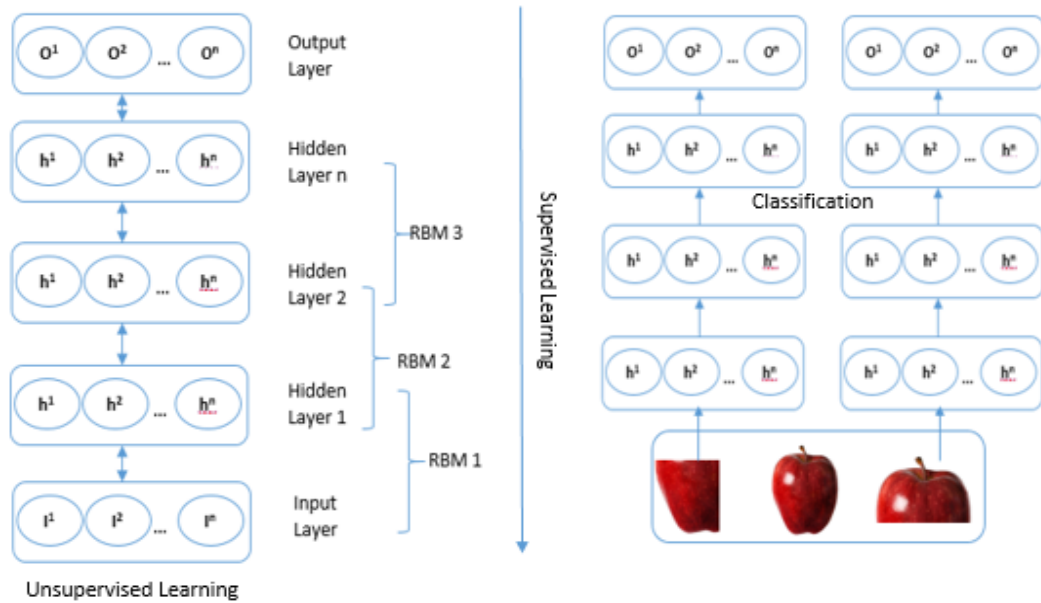 O¹ O² ... Oⁿ
Output
Layer
h¹ h² ... hⁿ
Hidden
Layer n
RBM 3
h¹ h² ... hⁿ
Hidden
Layer 2
RBM 2
h¹ h² ... hⁿ
Hidden
Layer 1
RBM 1
I¹ I² ... Iⁿ
Input
Layer
Unsupervised Learning
Supervised Learning
O¹ O² ... Oⁿ
O¹ O² ... Oⁿ
h¹ h² ... hⁿ
h¹ h² ... hⁿ
Classification
h¹ h² ... hⁿ
h¹ h² ... hⁿ
h¹ h² ... hⁿ
h¹ h² ... hⁿ